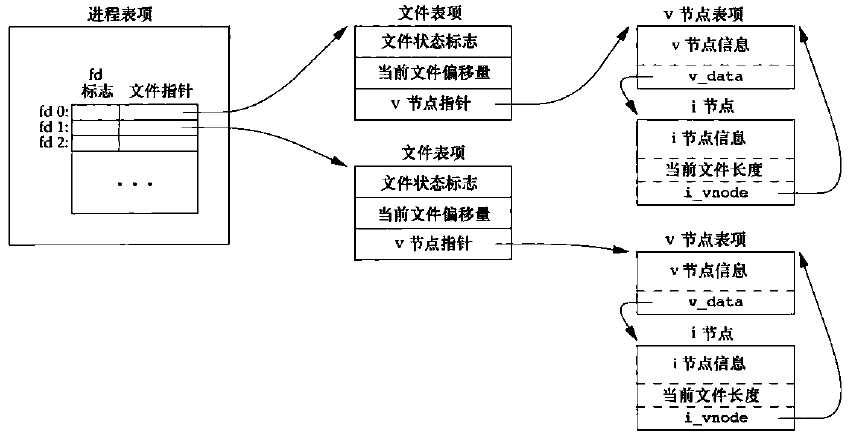 进程表项
fd
标志
文件指针
fd 0:
fd 1:
fd 2:
文件表项
文件状态标志
当前文件偏移量
v 节点指针
文件表项
文件状态标志
当前文件偏移量
v 节点指针
v 节点表项
v 节点信息
v_data
i 节点
i 节点信息
当前文件长度
i_vnode
v 节点表项
v 节点信息
v_data
i 节点
i 节点信息
当前文件长度
i_vnode